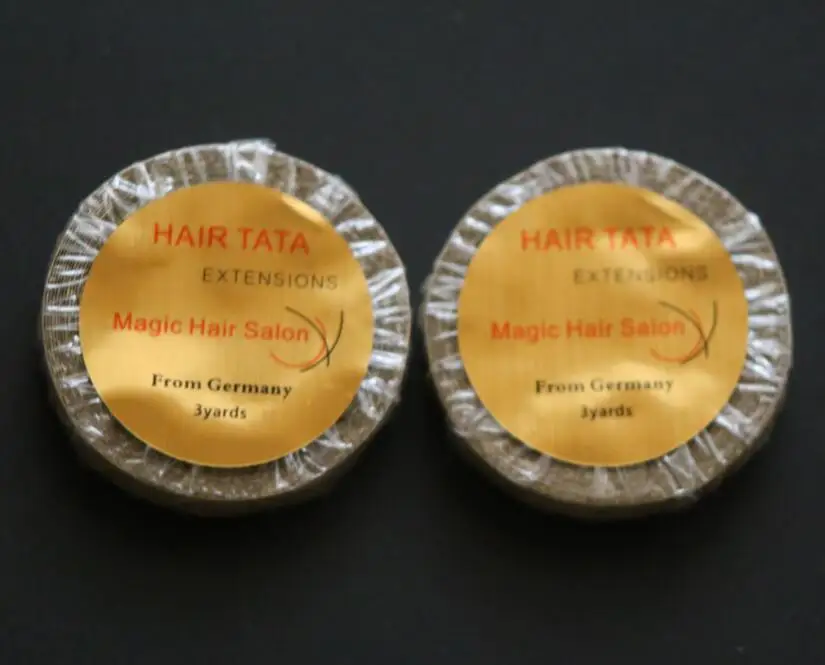 HAIR TATA
EXTENSIONS
Magic Hair Salon
From Germany
3yards
HAIR TATA
EXTENSIONS
Magic Hair Salon
From Germany
3yards